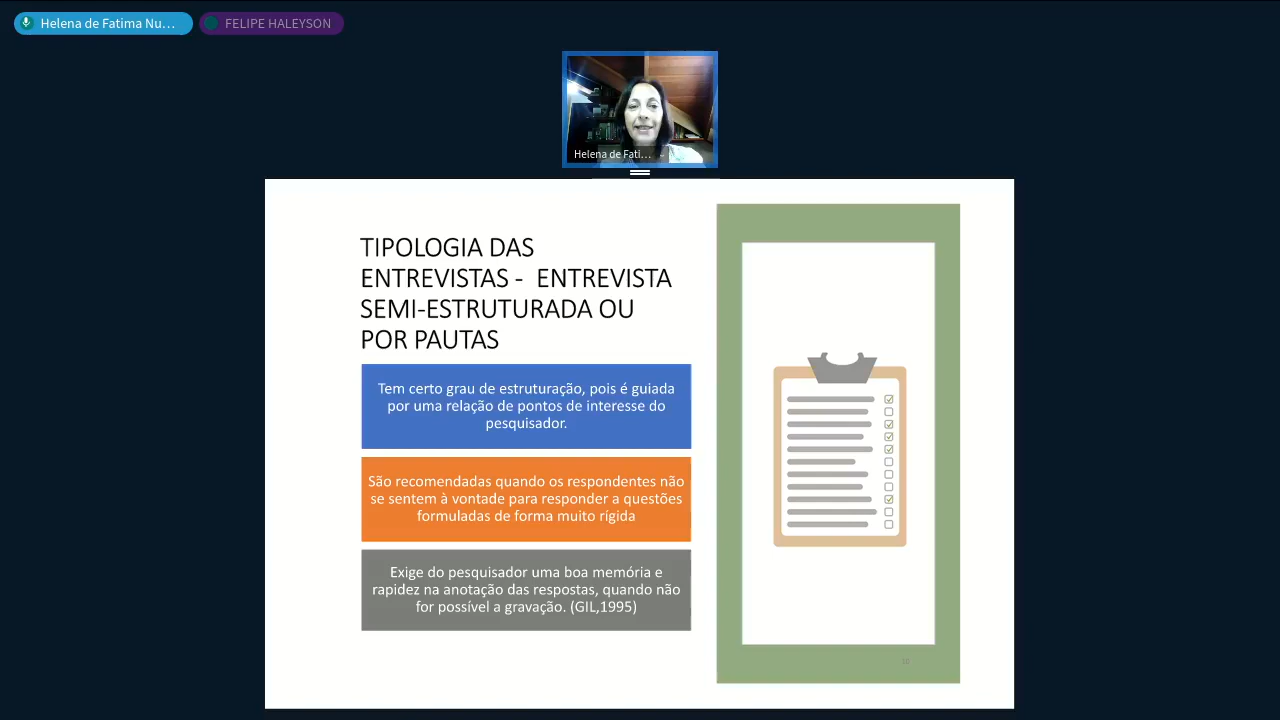 Helena de Fatima Nu...
FELIPE HALEYSON
Helena de Fati...
TIPOLOGIA DAS
ENTREVISTAS - ENTREVISTA
SEMI-ESTRUTURADA OU
POR PAUTAS
Tem certo grau de estruturação, pois é guiada
por uma relação de pontos de interesse do
pesquisador.
São recomendadas quando os respondentes não
se sentem à vontade para responder a questões
formuladas de forma muito rígida
Exige do pesquisador uma boa memória e
rapidez na anotação das respostas, quando não
for possível a gravação. (GIL,1995)